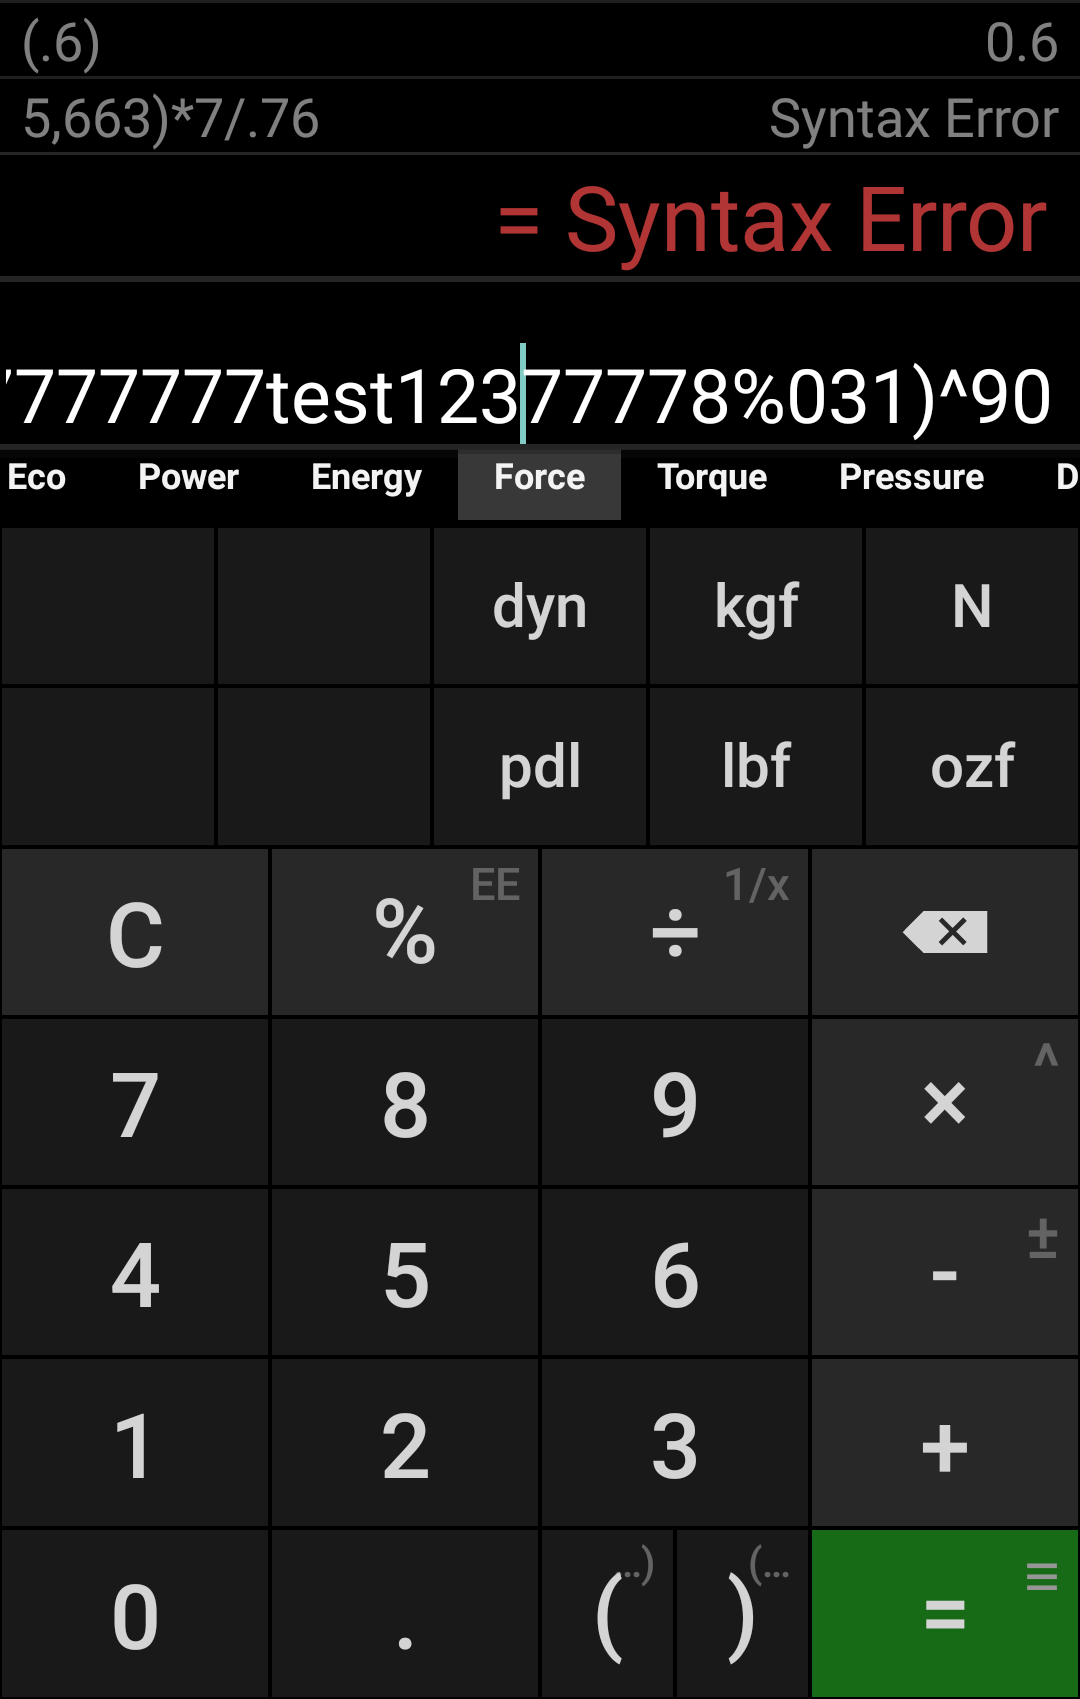 (.6) 0.6
5,663)*7/.76 Syntax Error
= Syntax Error
777777test12377778%031)^90
Eco Power Energy Force Torque Pressure D
dyn kgf N
pdl lbf ozf
EE 1/x
C % ÷
^
7 8 9 ×
±
4 5 6 -
1 2 3 +
..) (... ≡
0 . ( ) =